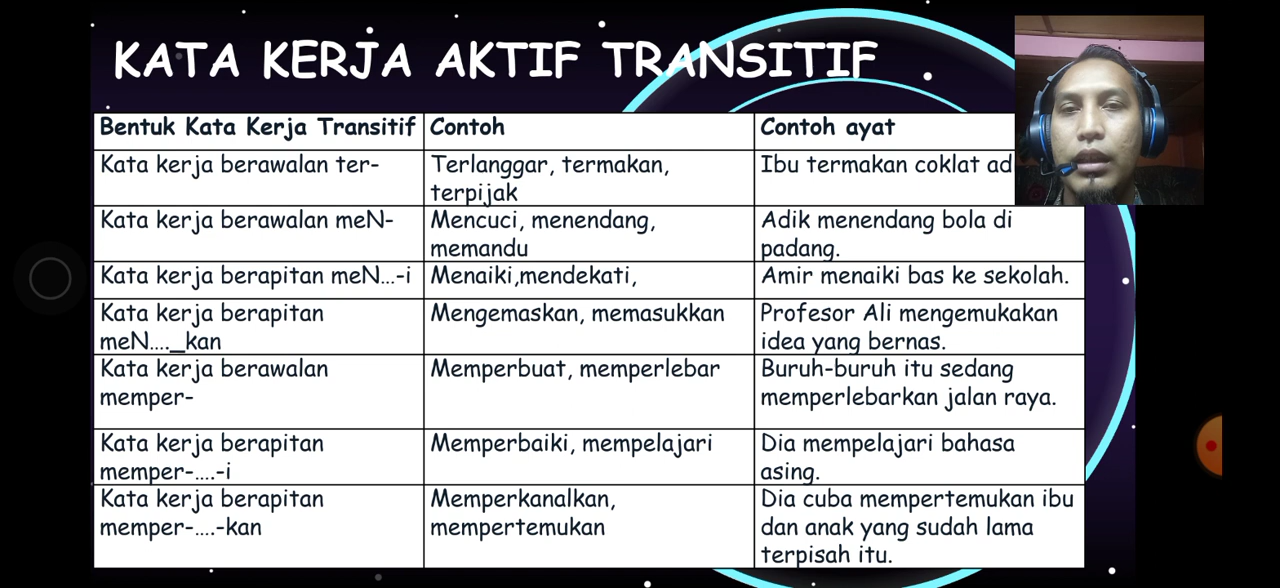 KATA KERJA AKTIF TRANSITIF
Bentuk Kata Kerja Transitif
Contoh
Contoh ayat
Kata kerja berawalan ter-
Terlanggar, termakan,
terpijak
Ibu termakan coklat
Kata kerja berawalan meN-
Mencuci, menendang,
memandu
Adik menendang bola di
padang.
Kata kerja berapitan meN...-i
Menaiki,mendekati,
Amir menaiki bas ke sekolah.
Kata kerja berapitan
meN...._kan
Mengemaskan, memasukkan
Profesor Ali mengemukakan
idea yang bernas.
Kata kerja berawalan
memper-
Memperbuat, memperlebar
Buruh-buruh itu sedang
memperlebarkan jalan raya.
Kata kerja berapitan
memper-....-i
Memperbaiki, mempelajari
Dia mempelajari bahasa
asing.
Kata kerja berapitan
memper-....-kan
Memperkanalkan,
mempertemukan
Dia cuba mempertemukan ibu
dan anak yang sudah lama
terpisah itu.